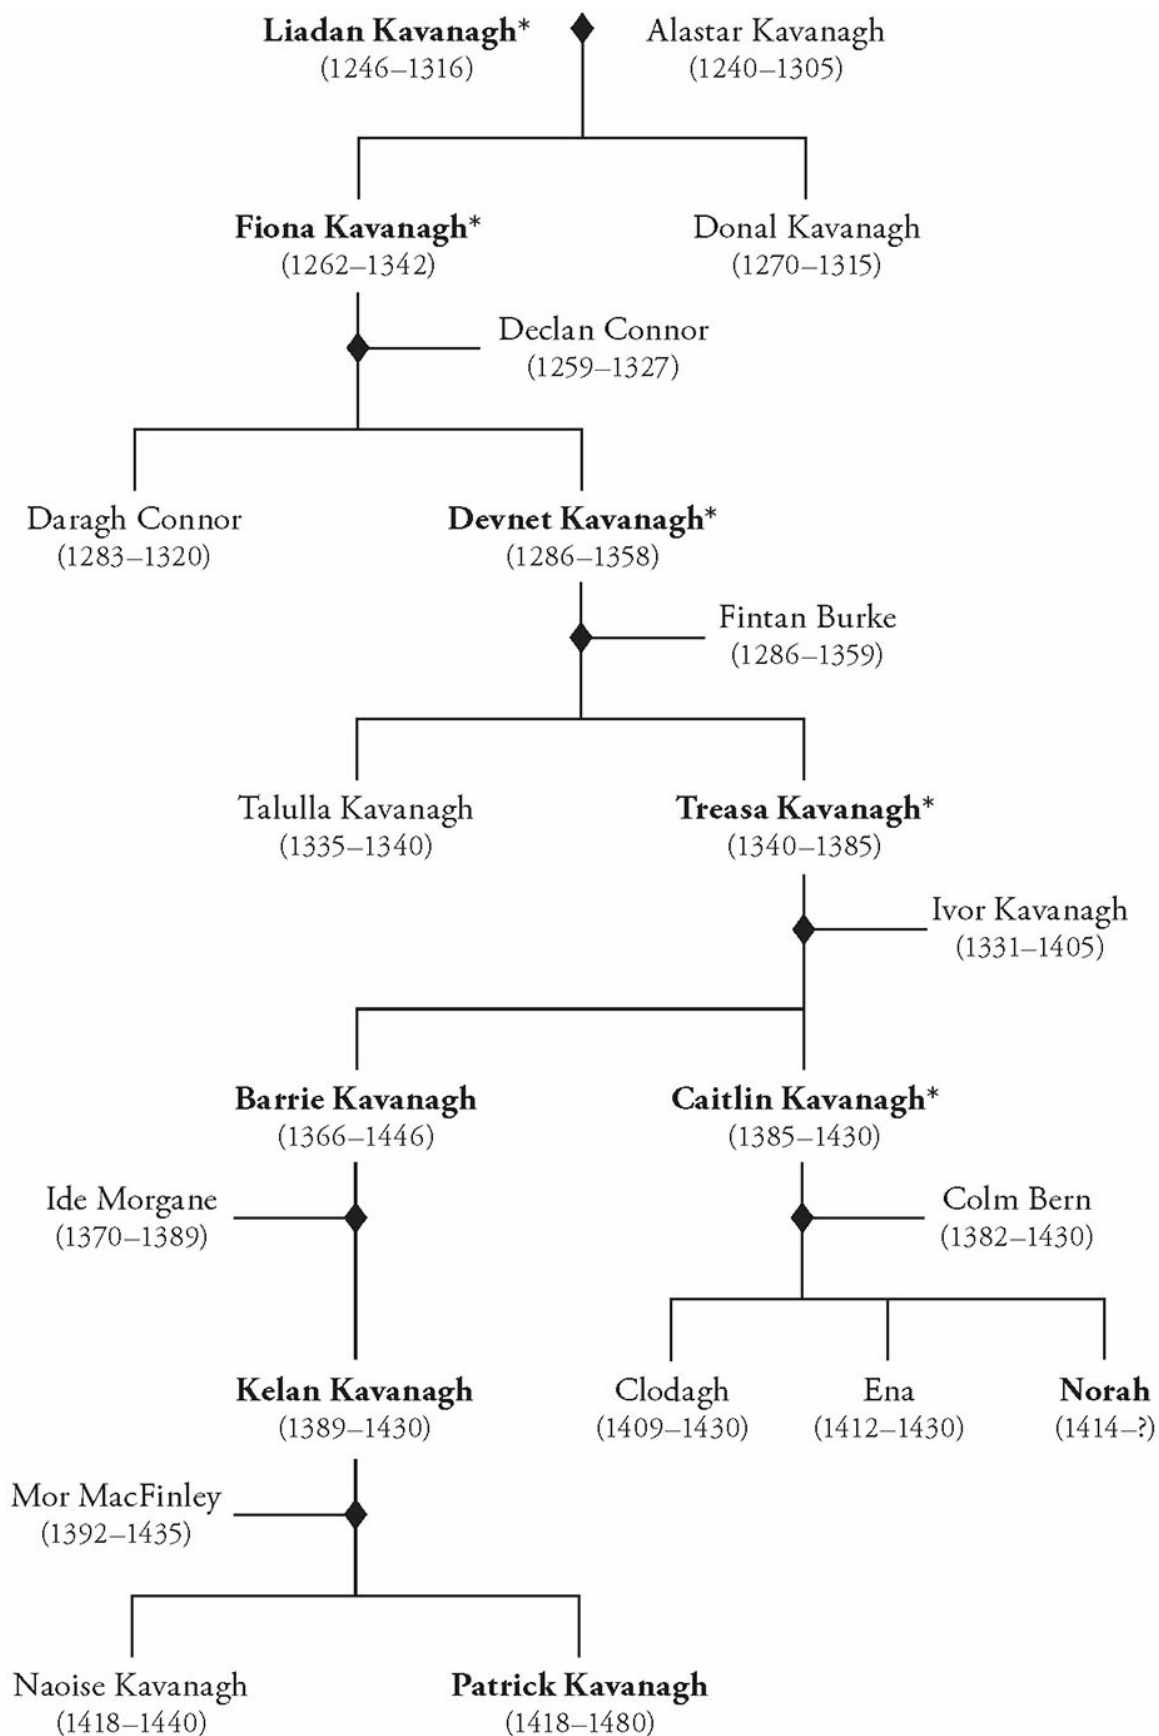 Liadan Kavanagh* Alastar Kavanagh
(1246–1316) (1240–1305)
Fiona Kavanagh* Donal Kavanagh
(1262–1342) (1270–1315)
Declan Connor
(1259–1327)
Daragh Connor Devnet Kavanagh*
(1283–1320) (1286–1358)
Fintan Burke
(1286–1359)
Talulla Kavanagh Treasa Kavanagh*
(1335–1340) (1340–1385)
Ivor Kavanagh
(1331–1405)
Barrie Kavanagh Caitlin Kavanagh*
(1366–1446) (1385–1430)
Ide Morgane Colm Bern
(1370–1389) (1382–1430)
Kelan Kavanagh Clodagh Ena Norah
(1389–1430) (1409–1430) (1412–1430) (1414–?)
Mor MacFinley
(1392–1435)
Naoise Kavanagh Patrick Kavanagh
(1418–1440) (1418–1480)